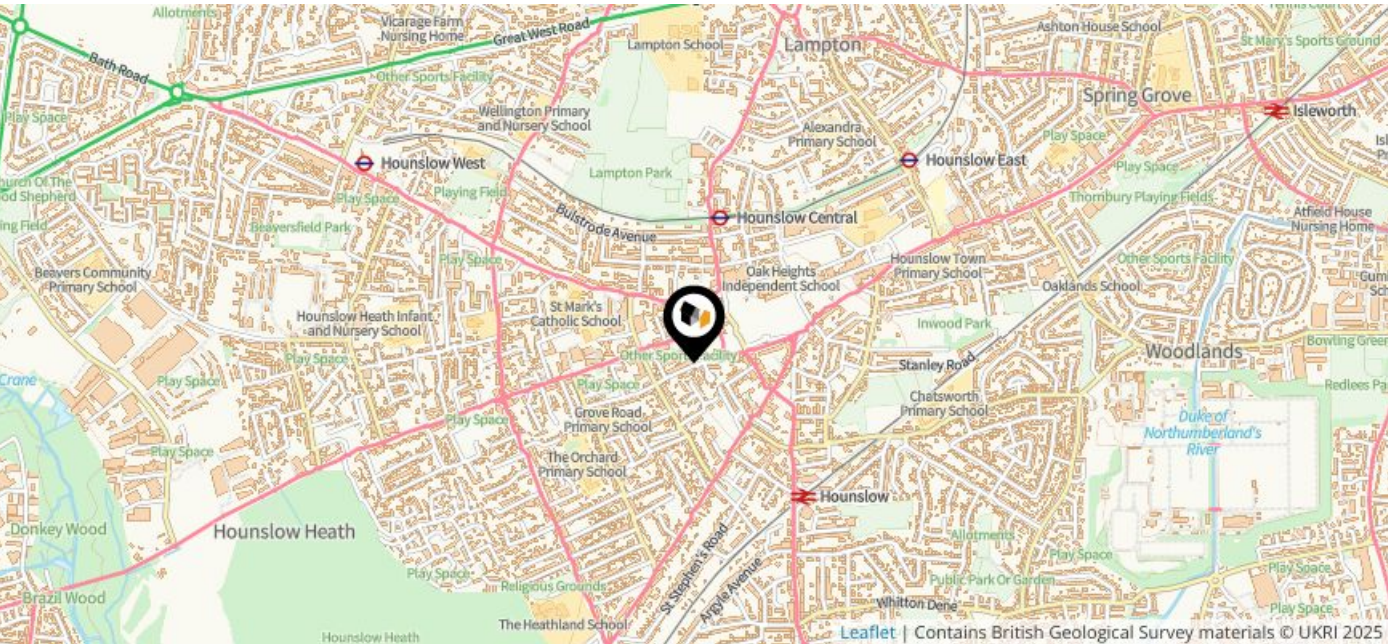 Allotments
Vicarage Farm
Nursing Home
Great West Road
Lampton School
Lampton
Ashton House School
St Mary's Sports Ground
Bath Road
Other Sports Facility
Spring Grove
Isleworth
Play Space
Wellington Primary
and Nursery School
Alexandra
Primary School
Play Space
Hounslow West
Hounslow East
Play Space
Lampton Park
Playing Field
Play Space
Thornbury Playing Fields
Bulstrode Avenue
Hounslow Central
Atfield House
Nursing Home
Beaversfield Park
Play Space
Hounslow Town
Primary School
Other Sports Facility
Beavers Community
Primary School
Oak Heights
Independent School
Oaklands School
St Mark's
Catholic School
Hounslow Heath Infant
and Nursery School
Inwood Park
Bowling Green
Woodlands
Play Space
Other Sports Facility
Stanley Road
Crane
Play Space
Play Space
Redlees Pa
Chatsworth
Primary School
Grove Road
Primary School
Play Space
Duke of
Northumberland's
River
Play Space
The Orchard
Primary School
Hounslow
Donkey Wood
Hounslow Heath
St Stephen's Road
Argyle Avenue
Allotments
Play Space
Play Space
Religious Grounds
Public Park Or Garden
Play Space
Brazil Wood
Whitton Dene
Play Space
The Heathland School
Hounslow Heath
Leaflet | Contains British Geological Survey materials © UKRI 2025